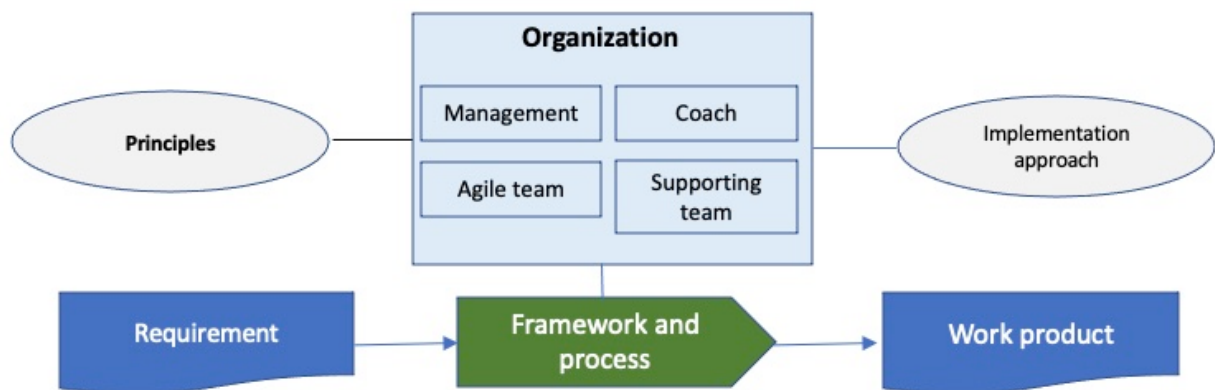 Organization
Management
Coach
Principles
Implementation
approach
Agile team
Supporting
team
Requirement
Framework and
process
Work product